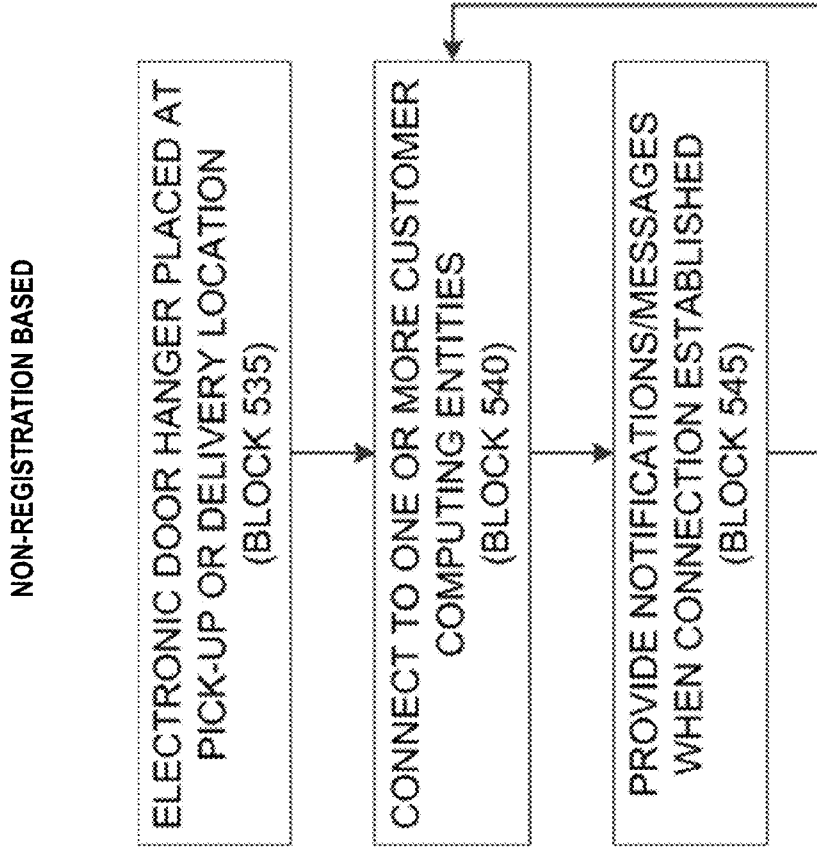 NON-REGISTRATION BASED
ELECTRONIC DOOR HANGER PLACED AT
PICK-UP OR DELIVERY LOCATION
(BLOCK 535)
CONNECT TO ONE OR MORE CUSTOMER
COMPUTING ENTITIES
(BLOCK 540)
PROVIDE NOTIFICATIONS/MESSAGES
WHEN CONNECTION ESTABLISHED
(BLOCK 545)